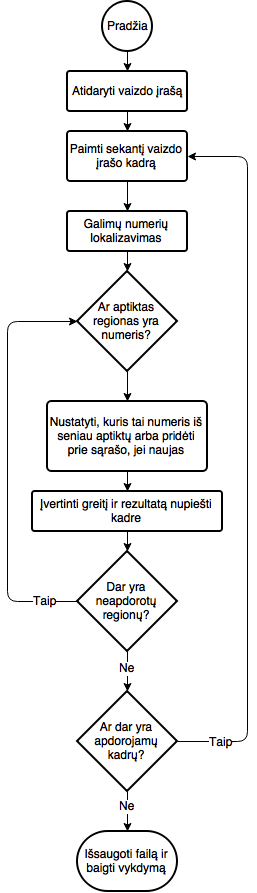 Pradžia
Atidaryti vaizdo įrašą
Paimti sekantį vaizdo
įrašo kadrą
Galimų numerių
lokalizavimas
Ar aptiktas
regionas yra
numeris?
Nustatyti, kuris tai numeris iš
seniau aptiktų arba pridėti
prie sąrašo, jei naujas
Įvertinti greitį ir rezultatą nupiešti
kadre
Dar yra
neapdorotų
regionų?
Taip
Ne
Ar dar yra
apdorojamų
kadrų?
Taip
Ne
Išsaugoti failą ir
baigti vykdymą